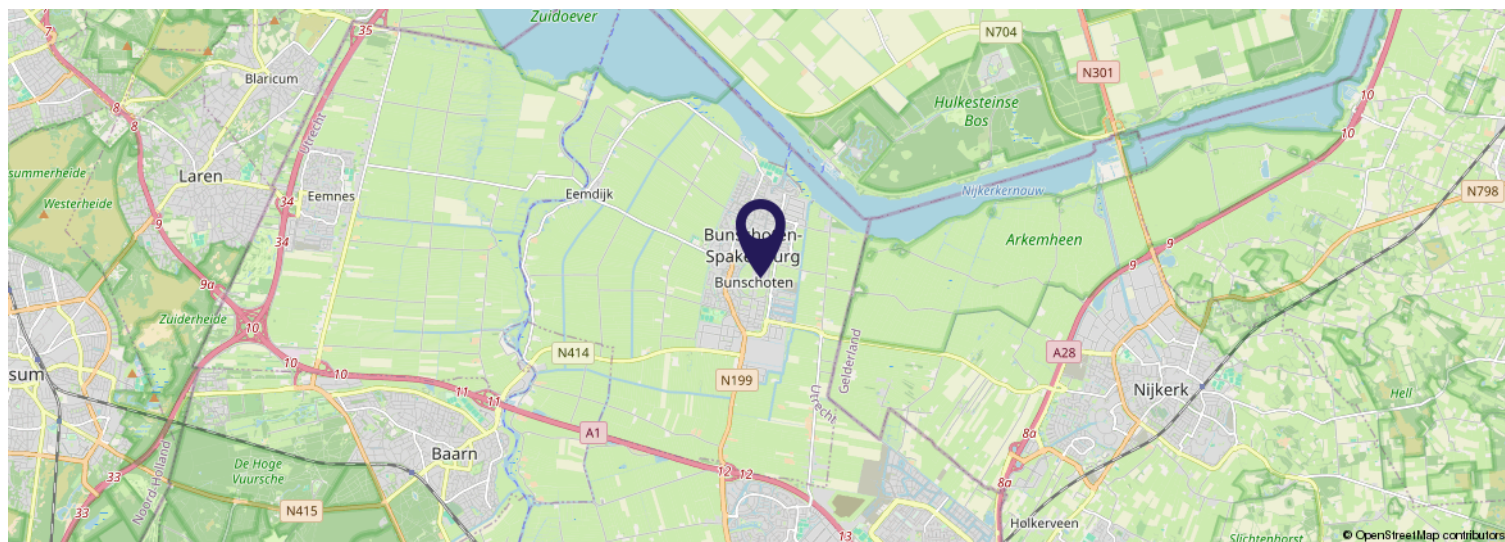 Zuidoever
7
35
N704
Blaricum
N301
10
8
8
Hulkesteinse
Bos
10
Utrecht
summerheide
Laren
Eemnes
Eemdijk
Nijkerkernauw
N798
Westerheide
34
9
34
Bunschoten-
Spakenburg
Arkemheen
9
9
Bunschoten
9a
Zuiderheide
10
10
10
N414
Gelderland
A28
sum
N199
11
11
Utrecht
Nijkerk
Hell
A1
8a
Baarn
De Hoge
Vuursche
12
12
33
33
Noord-Holland
8a
N415
13
Holkerveen
Slichtenhorst
© OpenStreetMap contributors